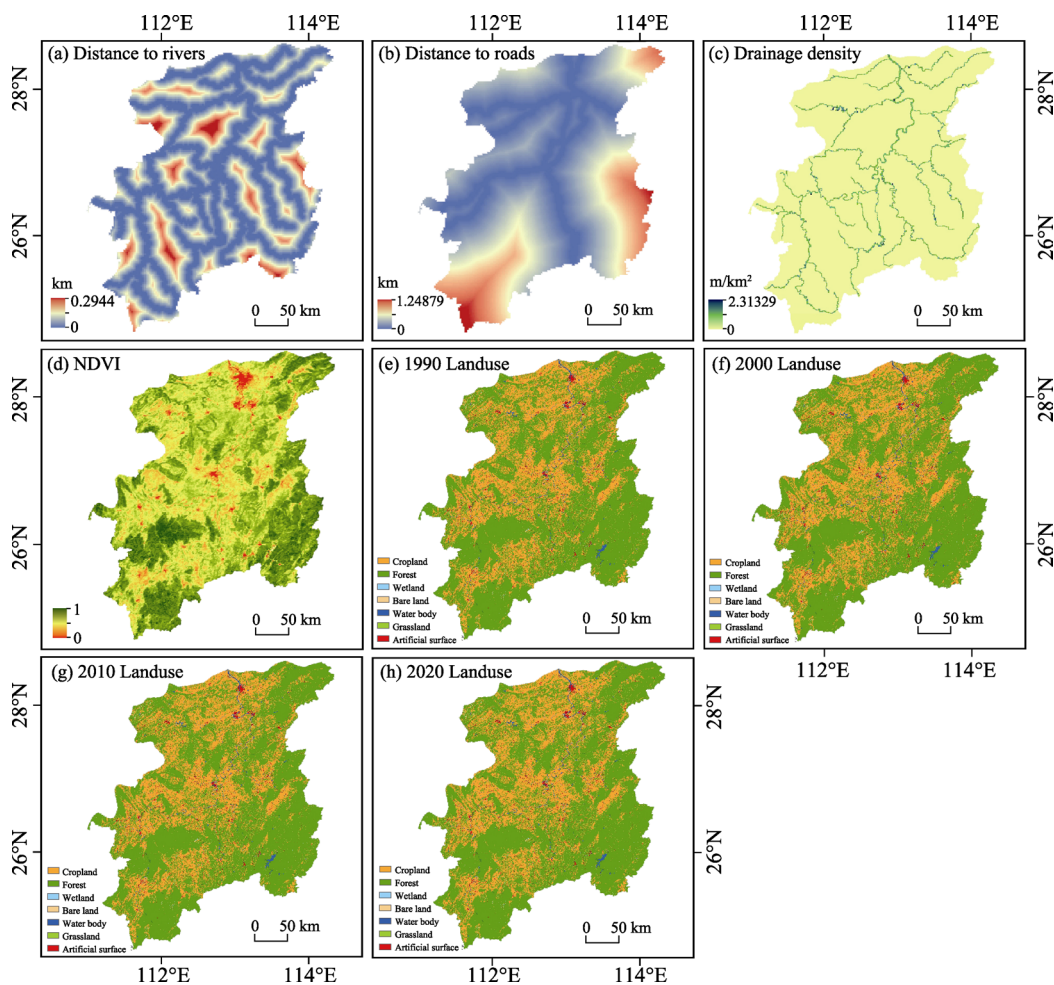 112°E 114°E 112°E 114°E
(a) Distance to rivers
(b) Distance to roads
(c) Drainage density
28°N
28°N
26°N
26°N
km
0.2944
0
0 50 km
km
1.24879
0
0 50 km
m/km²
2.31329
0
0 50 km
(d) NDVI
(e) 1990 Landuse
(f) 2000 Landuse
28°N
28°N
26°N
26°N
1
0
0 50 km
Cropland
Forest
Wetland
Bare land
Water body
Grassland
Artificial surface
0 50 km
Cropland
Forest
Wetland
Bare land
Water body
Grassland
Artificial surface
0 50 km
112°E 114°E
(g) 2010 Landuse
(h) 2020 Landuse
28°N
28°N
26°N
26°N
Cropland
Forest
Wetland
Bare land
Water body
Grassland
Artificial surface
0 50 km
Cropland
Forest
Wetland
Bare land
Water body
Grassland
Artificial surface
0 50 km
112°E 114°E 112°E 114°E